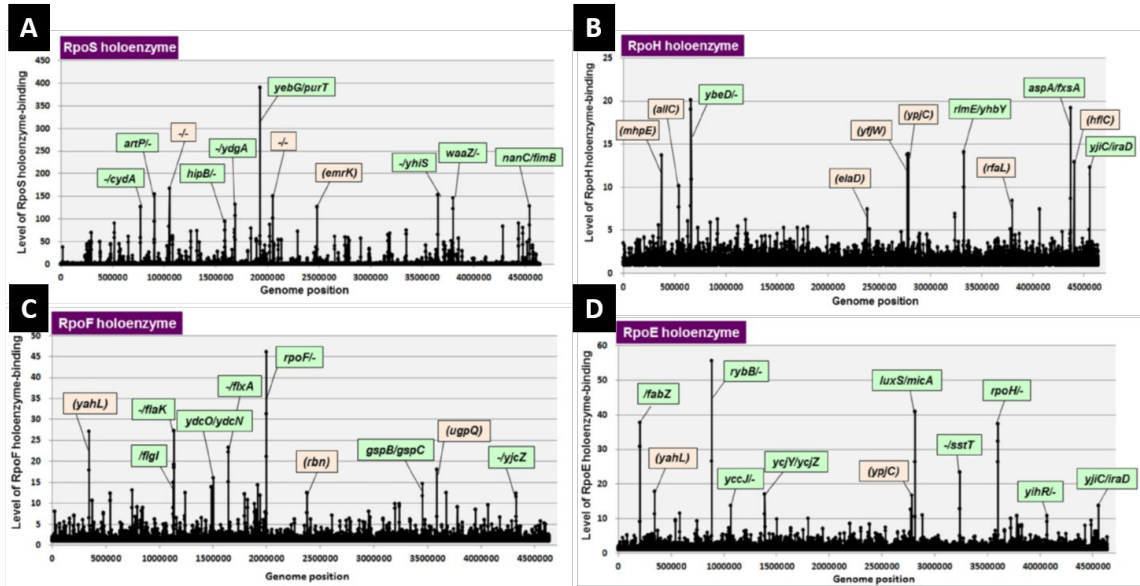 A
RpoS holoenzyme
Level of RpoS holoenzyme-binding
450
400
350
300
250
200
150
100
50
0
yebG/purT
-/-
artP/-
-/ydgA
-/-
-/cydA
hipB/-
(emrK)
-/yhiS
waaZ/-
nanC/fimB
0 500000 1000000 1500000 2000000 2500000 3000000 3500000 4000000 4500000
Genome position
B
RpoH holoenzyme
Level of RpoH holoenzyme-binding
25
20
15
10
5
0
ybeD/-
(allC)
(mhpE)
(elaD)
(yfjW)
(ypjC)
rlmE/yhbY
(rfaL)
aspA/fxsA
(hflC)
yjiC/iraD
0 500000 1000000 1500000 2000000 2500000 3000000 3500000 4000000 4500000
Genome position
C
RpoF holoenzyme
Level of RpoF holoenzyme-binding
50
45
40
35
30
25
20
15
10
5
0
rpoF/-
-/flxA
(yahL)
-/flaK
ydcO/ydcN
/flgI
(rbn)
gspB/gspC
(ugpQ)
-/yjcZ
0 500000 1000000 1500000 2000000 2500000 3000000 3500000 4000000 4500000
Genome position
D
RpoE holoenzyme
Level of RpoE holoenzyme-binding
60
50
40
30
20
10
0
/fabZ
rybB/-
luxS/micA
rpoH/-
(yahL)
yccJ/-
ycjY/ycjZ
(ypjC)
-/sstT
yihR/-
yjiC/iraD
0 500000 1000000 1500000 2000000 2500000 3000000 3500000 4000000 4500000
Genome position